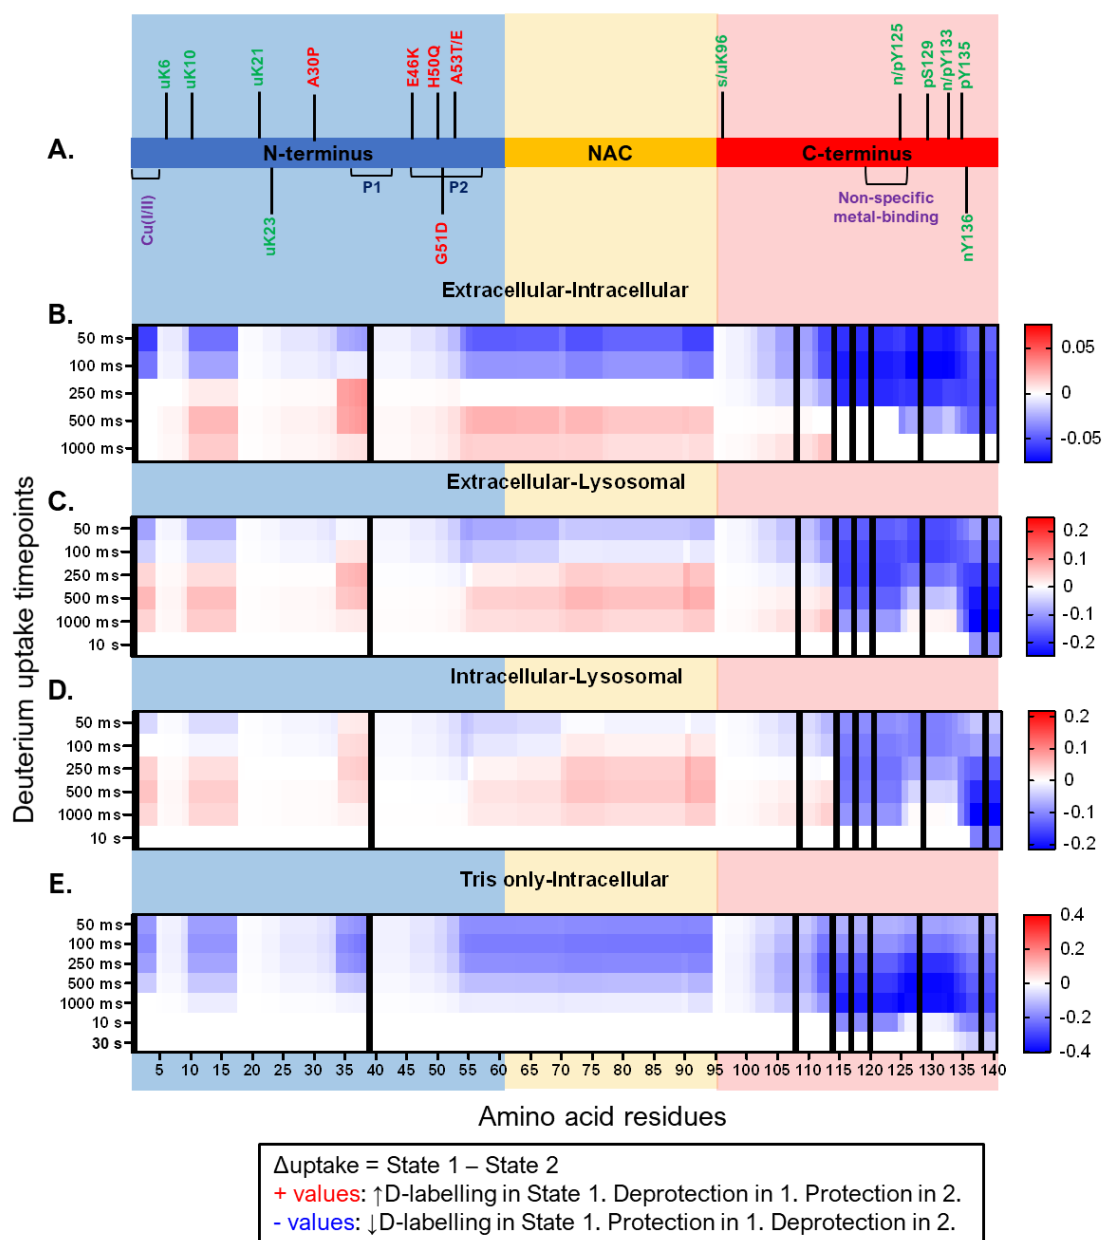 uK6
uK10
uK21
A30P
E46K
H50Q
A53T/E
s/uK96
n/pY125
pS129
n/pY133
pY135
A.
N-terminus
NAC
C-terminus
Cu(I/II)
uK23
P1
P2
G51D
Non-specific
metal-binding
nY136
Extracellular-Intracellular
B.
50 ms
100 ms
250 ms
500 ms
1000 ms
0.05
0
-0.05
Extracellular-Lysosomal
C.
50 ms
100 ms
250 ms
500 ms
1000 ms
10 s
0.2
0.1
0
-0.1
-0.2
Intracellular-Lysosomal
D.
50 ms
100 ms
250 ms
500 ms
1000 ms
10 s
0.2
0.1
0
-0.1
-0.2
Tris only-Intracellular
E.
50 ms
100 ms
250 ms
500 ms
1000 ms
10 s
30 s
0.4
0.2
0
-0.2
-0.4
Deuterium uptake timepoints
5 10 15 20 25 30 35 40 45 50 55 60 65 70 75 80 85 90 95 100 105 110 115 120 125 130 135 140
Amino acid residues
Δuptake = State 1 – State 2
+ values: ↑D-labelling in State 1. Deprotection in 1. Protection in 2.
- values: ↓D-labelling in State 1. Protection in 1. Deprotection in 2.